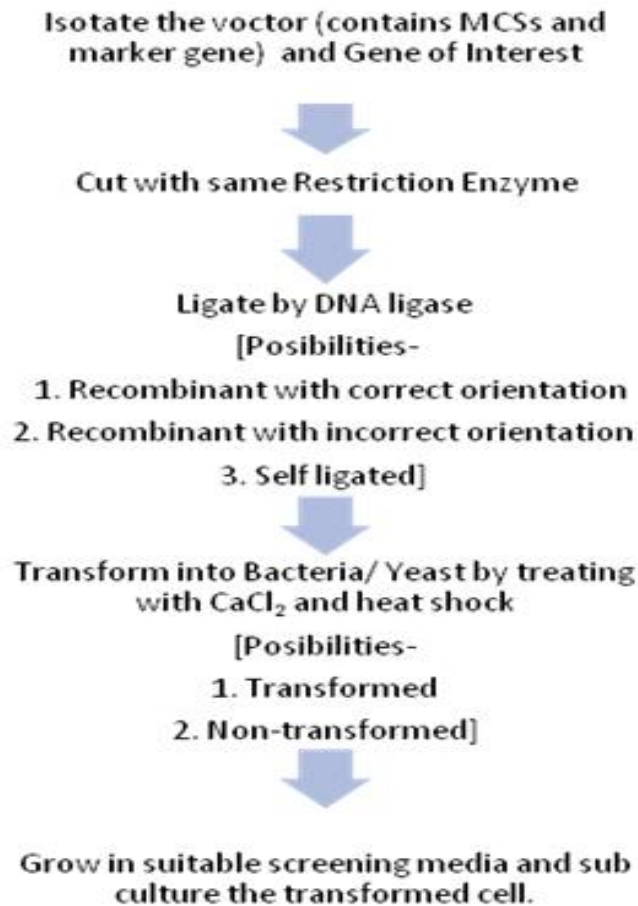 Isotate the voctor (contains MCSs and
marker gene) and Gene of Interest
Cut with same Restriction Enzyme
Ligate by DNA ligase
[Posibilities-
1. Recombinant with correct orientation
2. Recombinant with incorrect orientation
3. Self ligated]
Transform into Bacteria/ Yeast by treating
with CaCl₂ and heat shock
[Posibilities-
1. Transformed
2. Non-transformed]
Grow in suitable screening media and sub
culture the transformed cell.